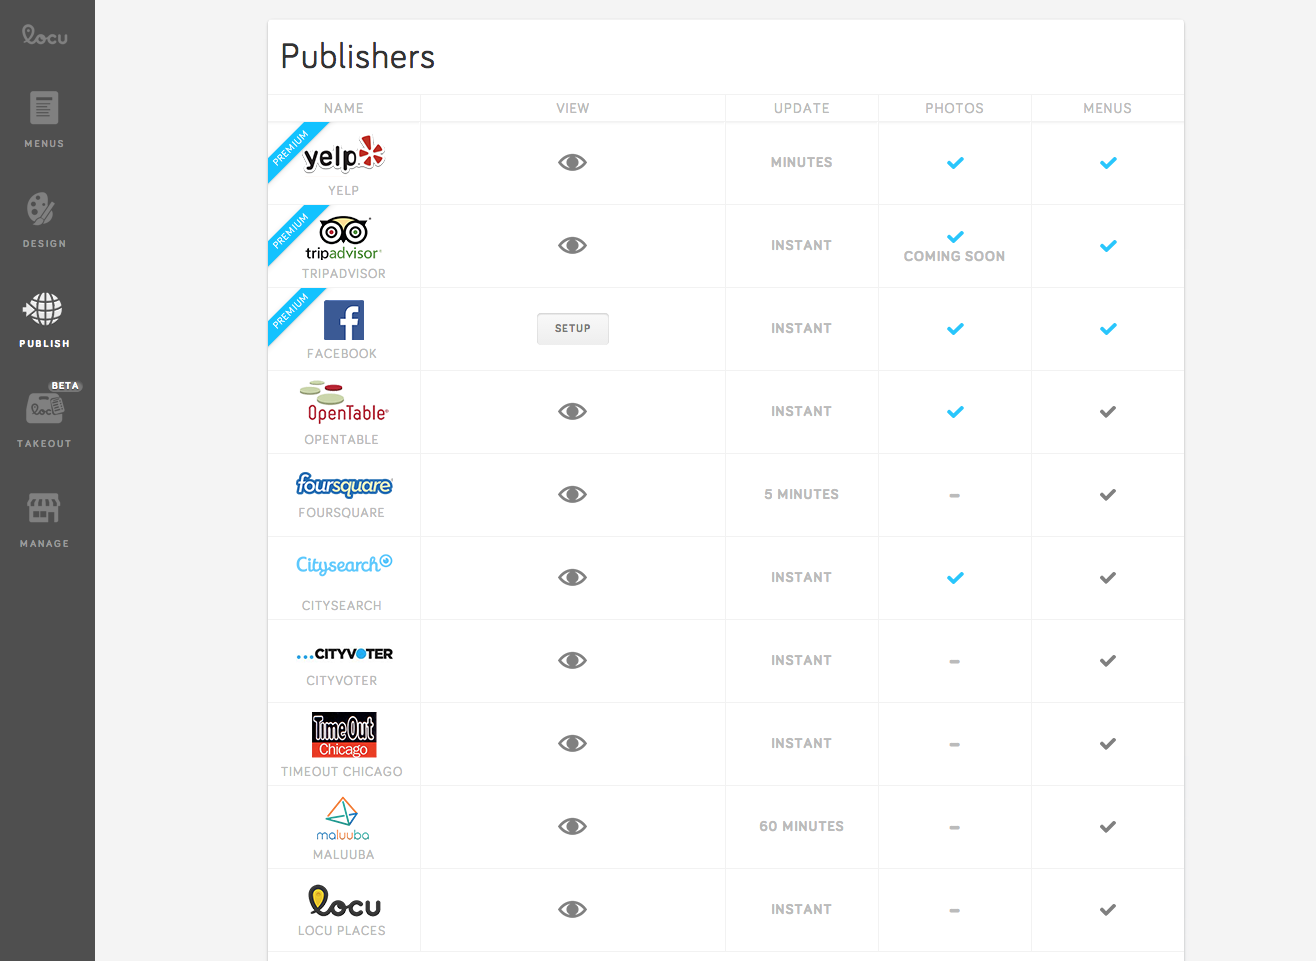 locu
MENUS
DESIGN
PUBLISH
BETA
locu
TAKEOUT
MANAGE
Publishers
NAME VIEW UPDATE PHOTOS MENUS
PREMIUM
yelp
YELP
MINUTES
PREMIUM
tripadvisor
TRIPADVISOR
INSTANT
COMING SOON
PREMIUM
f
FACEBOOK
SETUP
INSTANT
OpenTable
OPENTABLE
INSTANT
foursquare
FOURSQUARE
5 MINUTES
Citysearch
CITYSEARCH
INSTANT
...CITYVOTER
CITYVOTER
INSTANT
TimeOut
Chicago
TIMEOUT CHICAGO
INSTANT
maluuba
MALUUBA
60 MINUTES
locu
LOCU PLACES
INSTANT